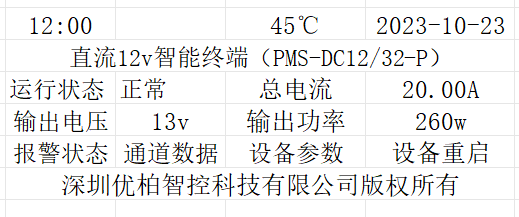 12:00 45℃ 2023-10-23
直流12v智能终端（PMS-DC12/32-P）
运行状态 正常 总电流 20.00A
输出电压 13v 输出功率 260w
报警状态 通道数据 设备参数 设备重启
深圳优柏智控科技有限公司版权所有